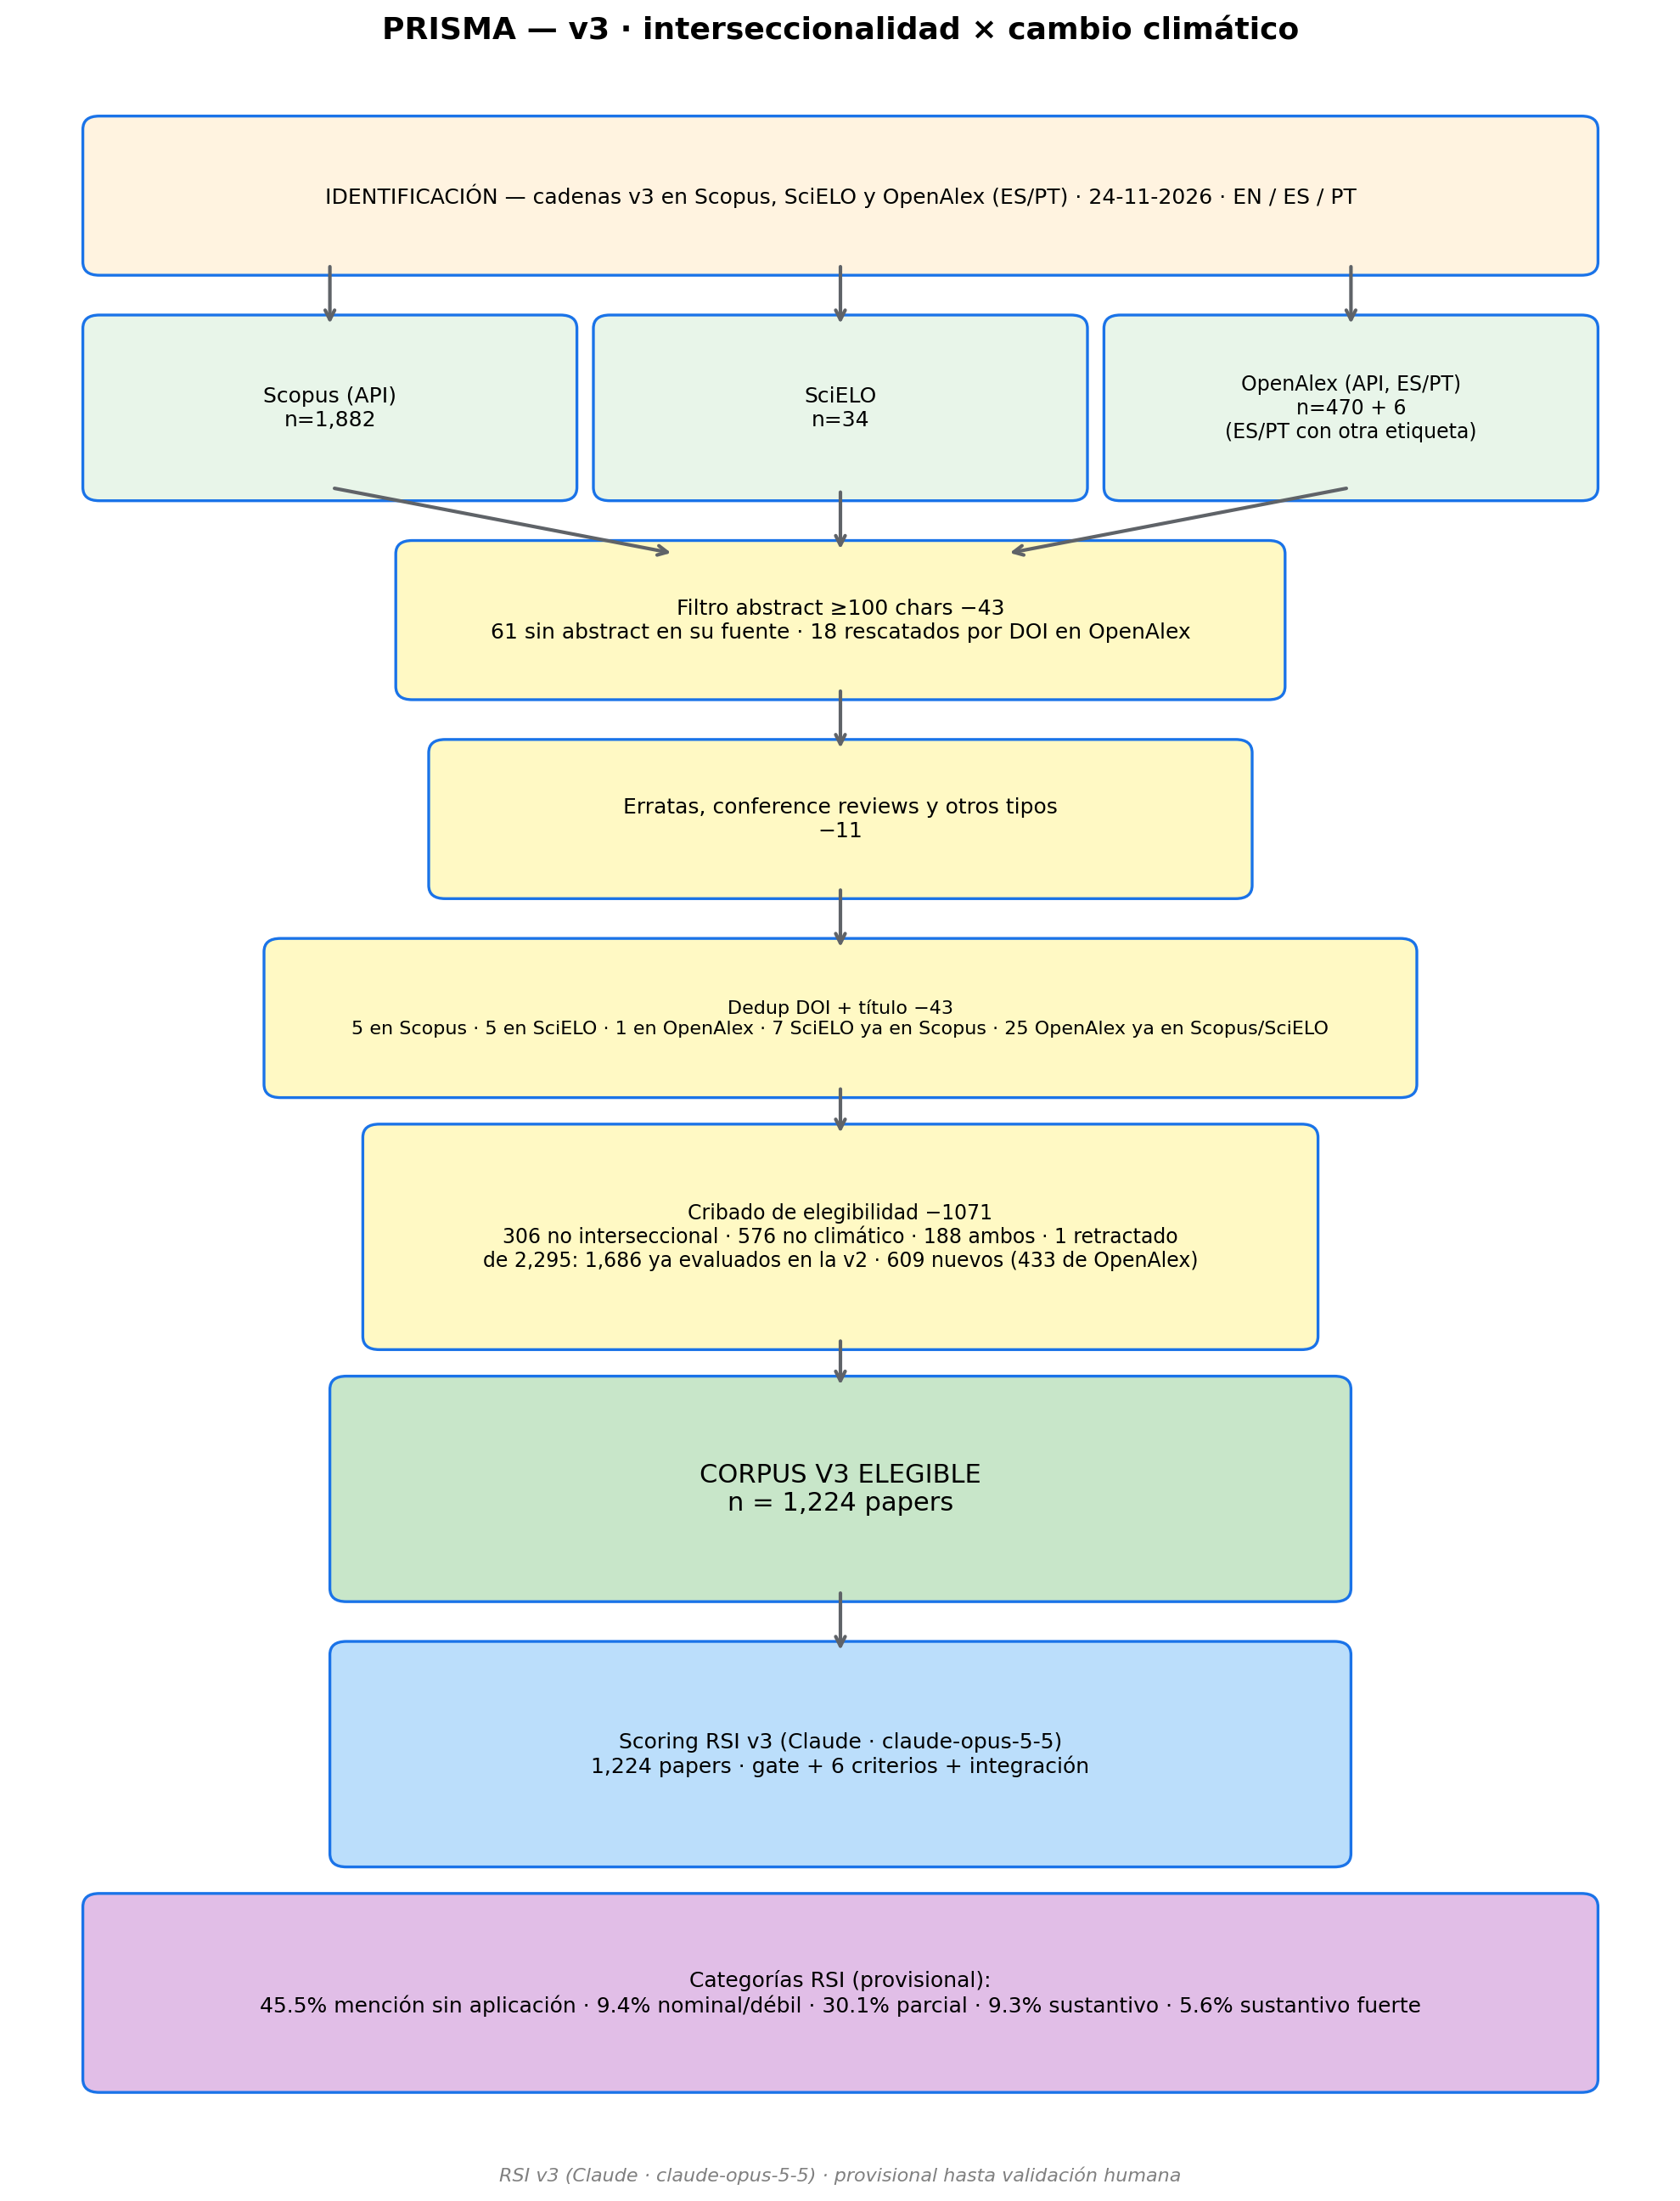 PRISMA — v3 · interseccionalidad × cambio climático
IDENTIFICACIÓN — cadenas v3 en Scopus, SciELO y OpenAlex (ES/PT) · 24-11-2026 · EN / ES / PT
Scopus (API)
n=1,882
SciELO
n=34
OpenAlex (API, ES/PT)
n=470 + 6
(ES/PT con otra etiqueta)
Filtro abstract ≥100 chars −43
61 sin abstract en su fuente · 18 rescatados por DOI en OpenAlex
Erratas, conference reviews y otros tipos
−11
Dedup DOI + título −43
5 en Scopus · 5 en SciELO · 1 en OpenAlex · 7 SciELO ya en Scopus · 25 OpenAlex ya en Scopus/SciELO
Cribado de elegibilidad −1071
306 no interseccional · 576 no climático · 188 ambos · 1 retractado
de 2,295: 1,686 ya evaluados en la v2 · 609 nuevos (433 de OpenAlex)
CORPUS V3 ELEGIBLE
n = 1,224 papers
Scoring RSI v3 (Claude · claude-opus-5-5)
1,224 papers · gate + 6 criterios + integración
Categorías RSI (provisional):
45.5% mención sin aplicación · 9.4% nominal/débil · 30.1% parcial · 9.3% sustantivo · 5.6% sustantivo fuerte
RSI v3 (Claude · claude-opus-5-5) · provisional hasta validación humana